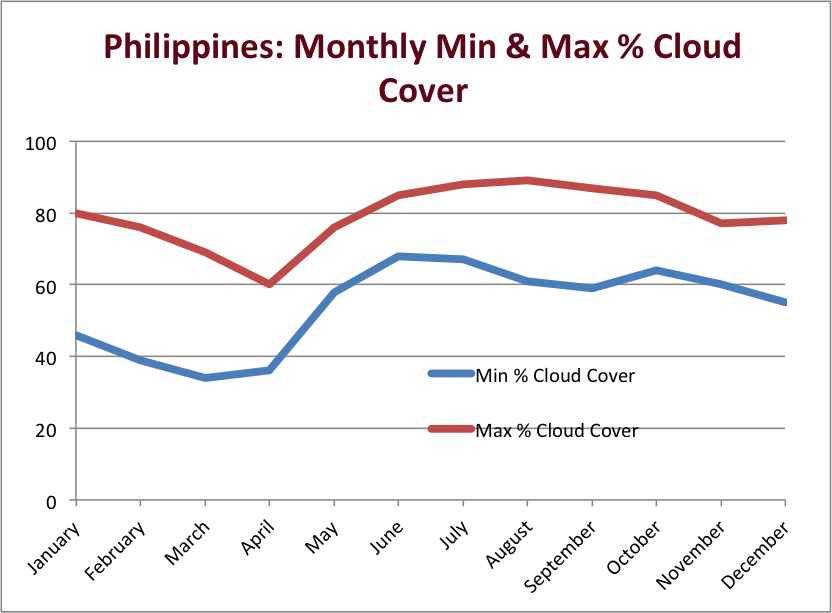 Philippines: Monthly Min & Max % Cloud
Cover
100
80
60
40
20
0
Min % Cloud Cover
Max % Cloud Cover
January
February
March
April
May
June
July
August
September
October
November
December